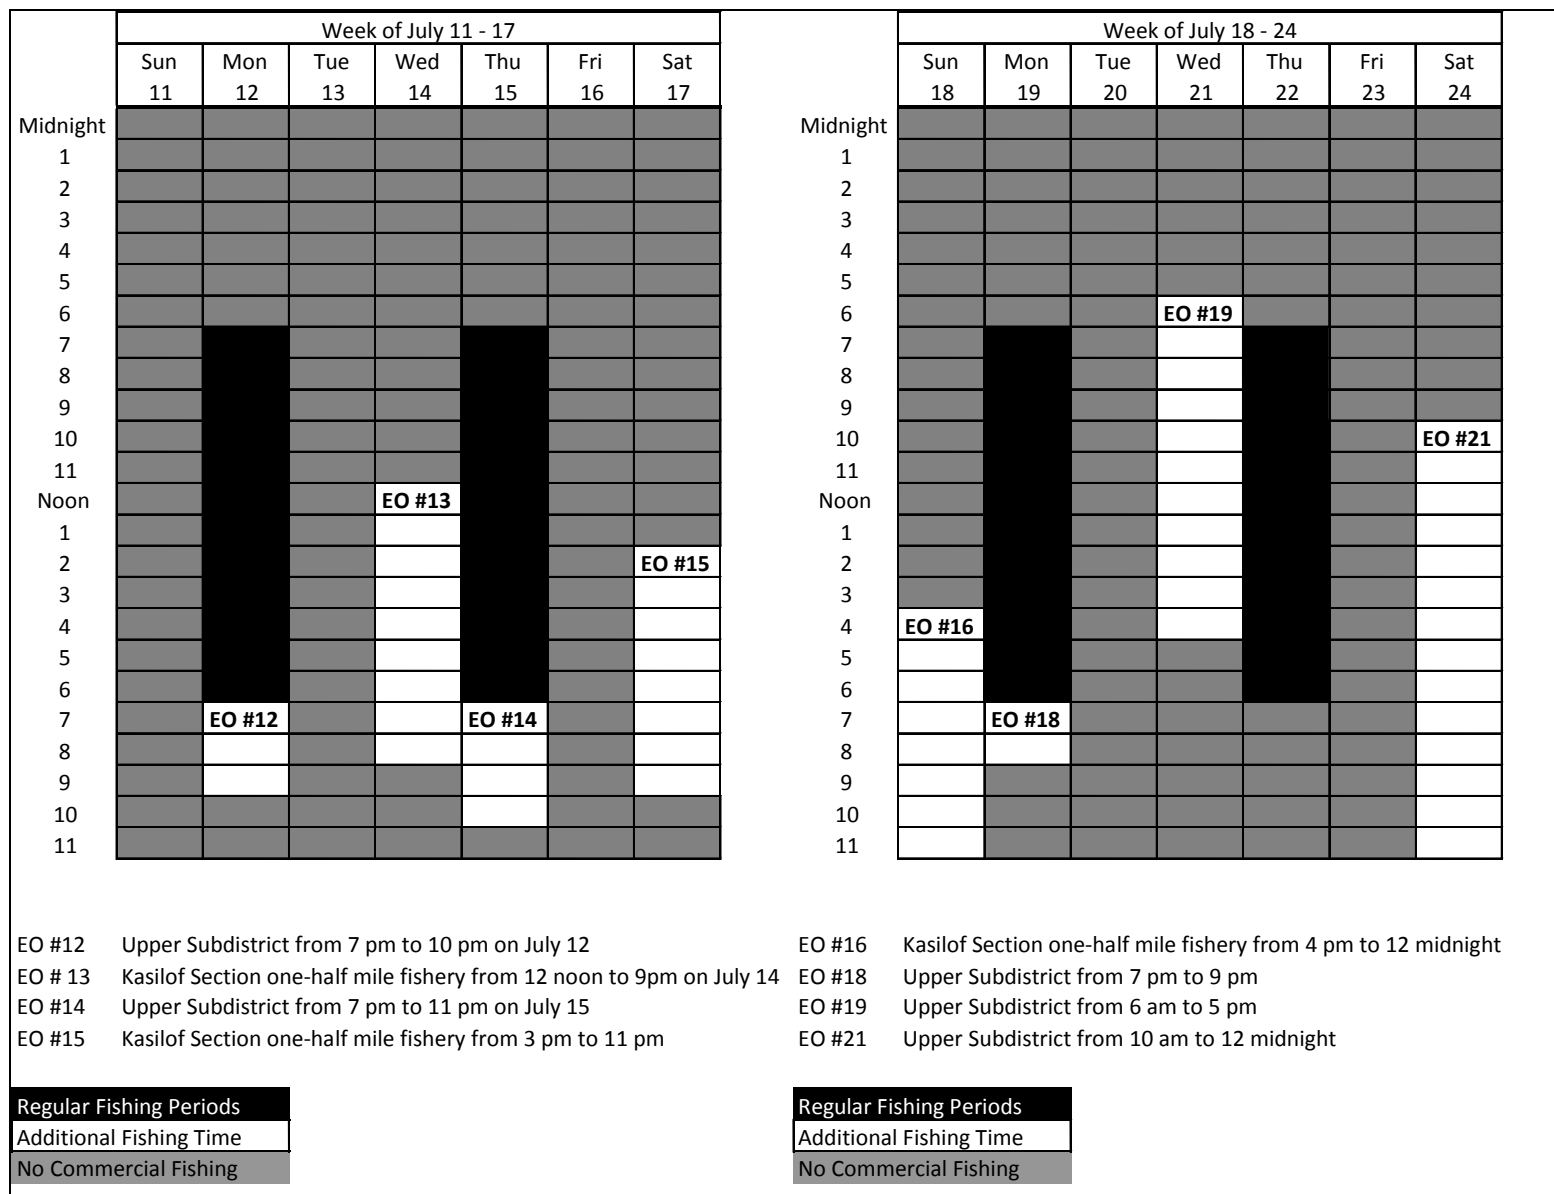 Week of July 11 - 17
Sun Mon Tue Wed Thu Fri Sat
11 12 13 14 15 16 17
Midnight
1
2
3
4
5
6
7
8
9
10
11
Noon EO #13
1
2 EO #15
3
4
5
6
7 EO #12 EO #14
8
9
10
11
EO #12 Upper Subdistrict from 7 pm to 10 pm on July 12
EO # 13 Kasilof Section one-half mile fishery from 12 noon to 9pm on July 14
EO #14 Upper Subdistrict from 7 pm to 11 pm on July 15
EO #15 Kasilof Section one-half mile fishery from 3 pm to 11 pm
Regular Fishing Periods
Additional Fishing Time
No Commercial Fishing
Week of July 18 - 24
Sun Mon Tue Wed Thu Fri Sat
18 19 20 21 22 23 24
Midnight
1
2
3
4
5
6 EO #19
7
8
9
10 EO #21
11
Noon
1
2
3
4 EO #16
5
6
7 EO #18
8
9
10
11
EO #16 Kasilof Section one-half mile fishery from 4 pm to 12 midnight
EO #18 Upper Subdistrict from 7 pm to 9 pm
EO #19 Upper Subdistrict from 6 am to 5 pm
EO #21 Upper Subdistrict from 10 am to 12 midnight
Regular Fishing Periods
Additional Fishing Time
No Commercial Fishing